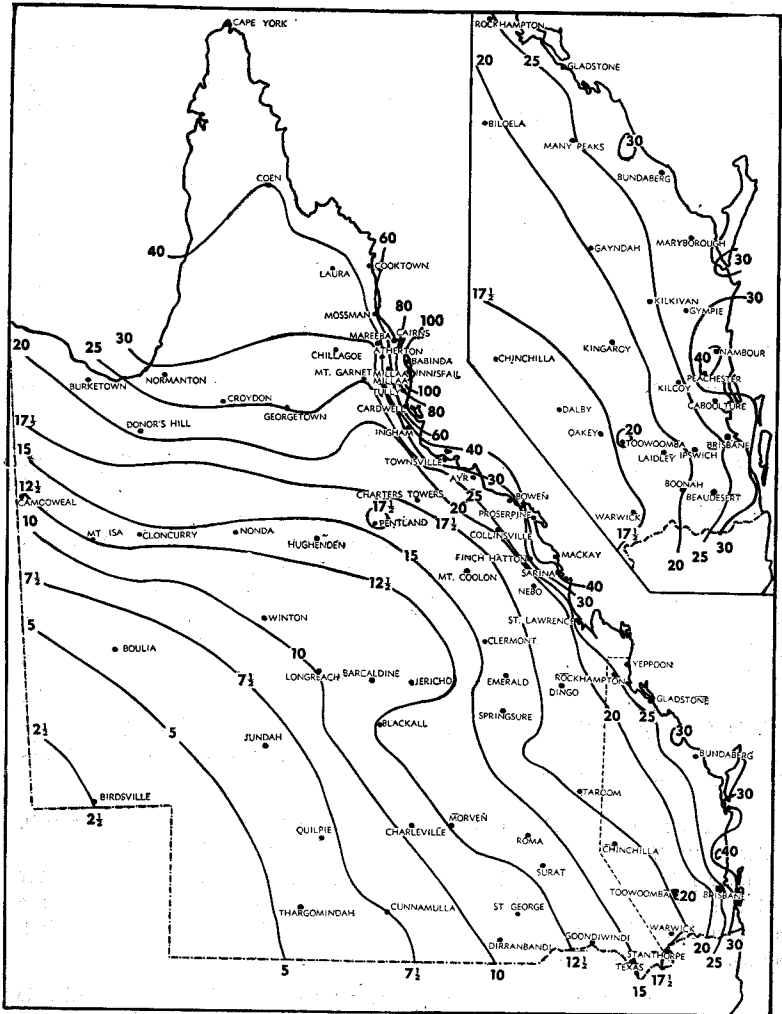 CAPE YORK
COEN
40
60
LAURA
COOKTOWN
MOSSMAN
80
100
MAREEBA
CAIRNS
30
20
ATHERTON
CHILLAGOE
BABINDA
25
MT. GARNET
MILLAA
INNISFAIL
MILLAA
BURKETOWN
NORMANTON
TULLY
100
CROYDON
CARDWELL
80
GEORGETOWN
17½
DONOR'S HILL
INGHAM
60
15
40
TOWNSVILLE
30
AYR
12½
25
CAMOOWEAL
CHARTERS TOWERS
20
BOWEN
10
17½
PROSERPINE
PENTLAND
17½
MT ISA
CLONCURRY
NONDA
COLLINSVILLE
HUGHENDEN
15
FINCH HATTON
MACKAY
SARINA
7½
12½
MT. COOLON
40
NEBO
30
WINTON
ST. LAWRENCE
5
CLERMONT
BOULIA
10
YEPPOON
7½
LONGREACH
BARCALDINE
JERICHO
EMERALD
ROCKHAMPTON
DINGO
GLADSTONE
SPRINGSURE
20
25
BLACKALL
5
30
2½
JUNDAH
BUNDABERG
TAROOM
30
BIRDSVILLE
2½
QUILPIE
CHARLEVILLE
MORVEN
ROMA
CHINCHILLA
40
SURAT
TOOWOOMBA
20
BRISBANE
THARGOMINDAH
CUNNAMULLA
ST GEORGE
WARWICK
DIRRANBANDI
GOONDIWINDI
20
30
STANTHORPE
25
5
7½
10
12½
TEXAS
17½
15
ROCKHAMPTON
20
25
GLADSTONE
BILOELA
MANY PEAKS
30
BUNDABERG
MARYBOROUGH
GAYNDAH
30
17½
KILKIVAN
30
GYMPIE
KINGAROY
NAMBOUR
CHINCHILLA
40
PEACHESTER
KILCOY
CABOOLTURE
DALBY
20
OAKEY
TOOWOOMBA
BRISBANE
LAIDLEY
IPSWICH
BOONAH
BEAUDESERT
WARWICK
17½
30
25
20